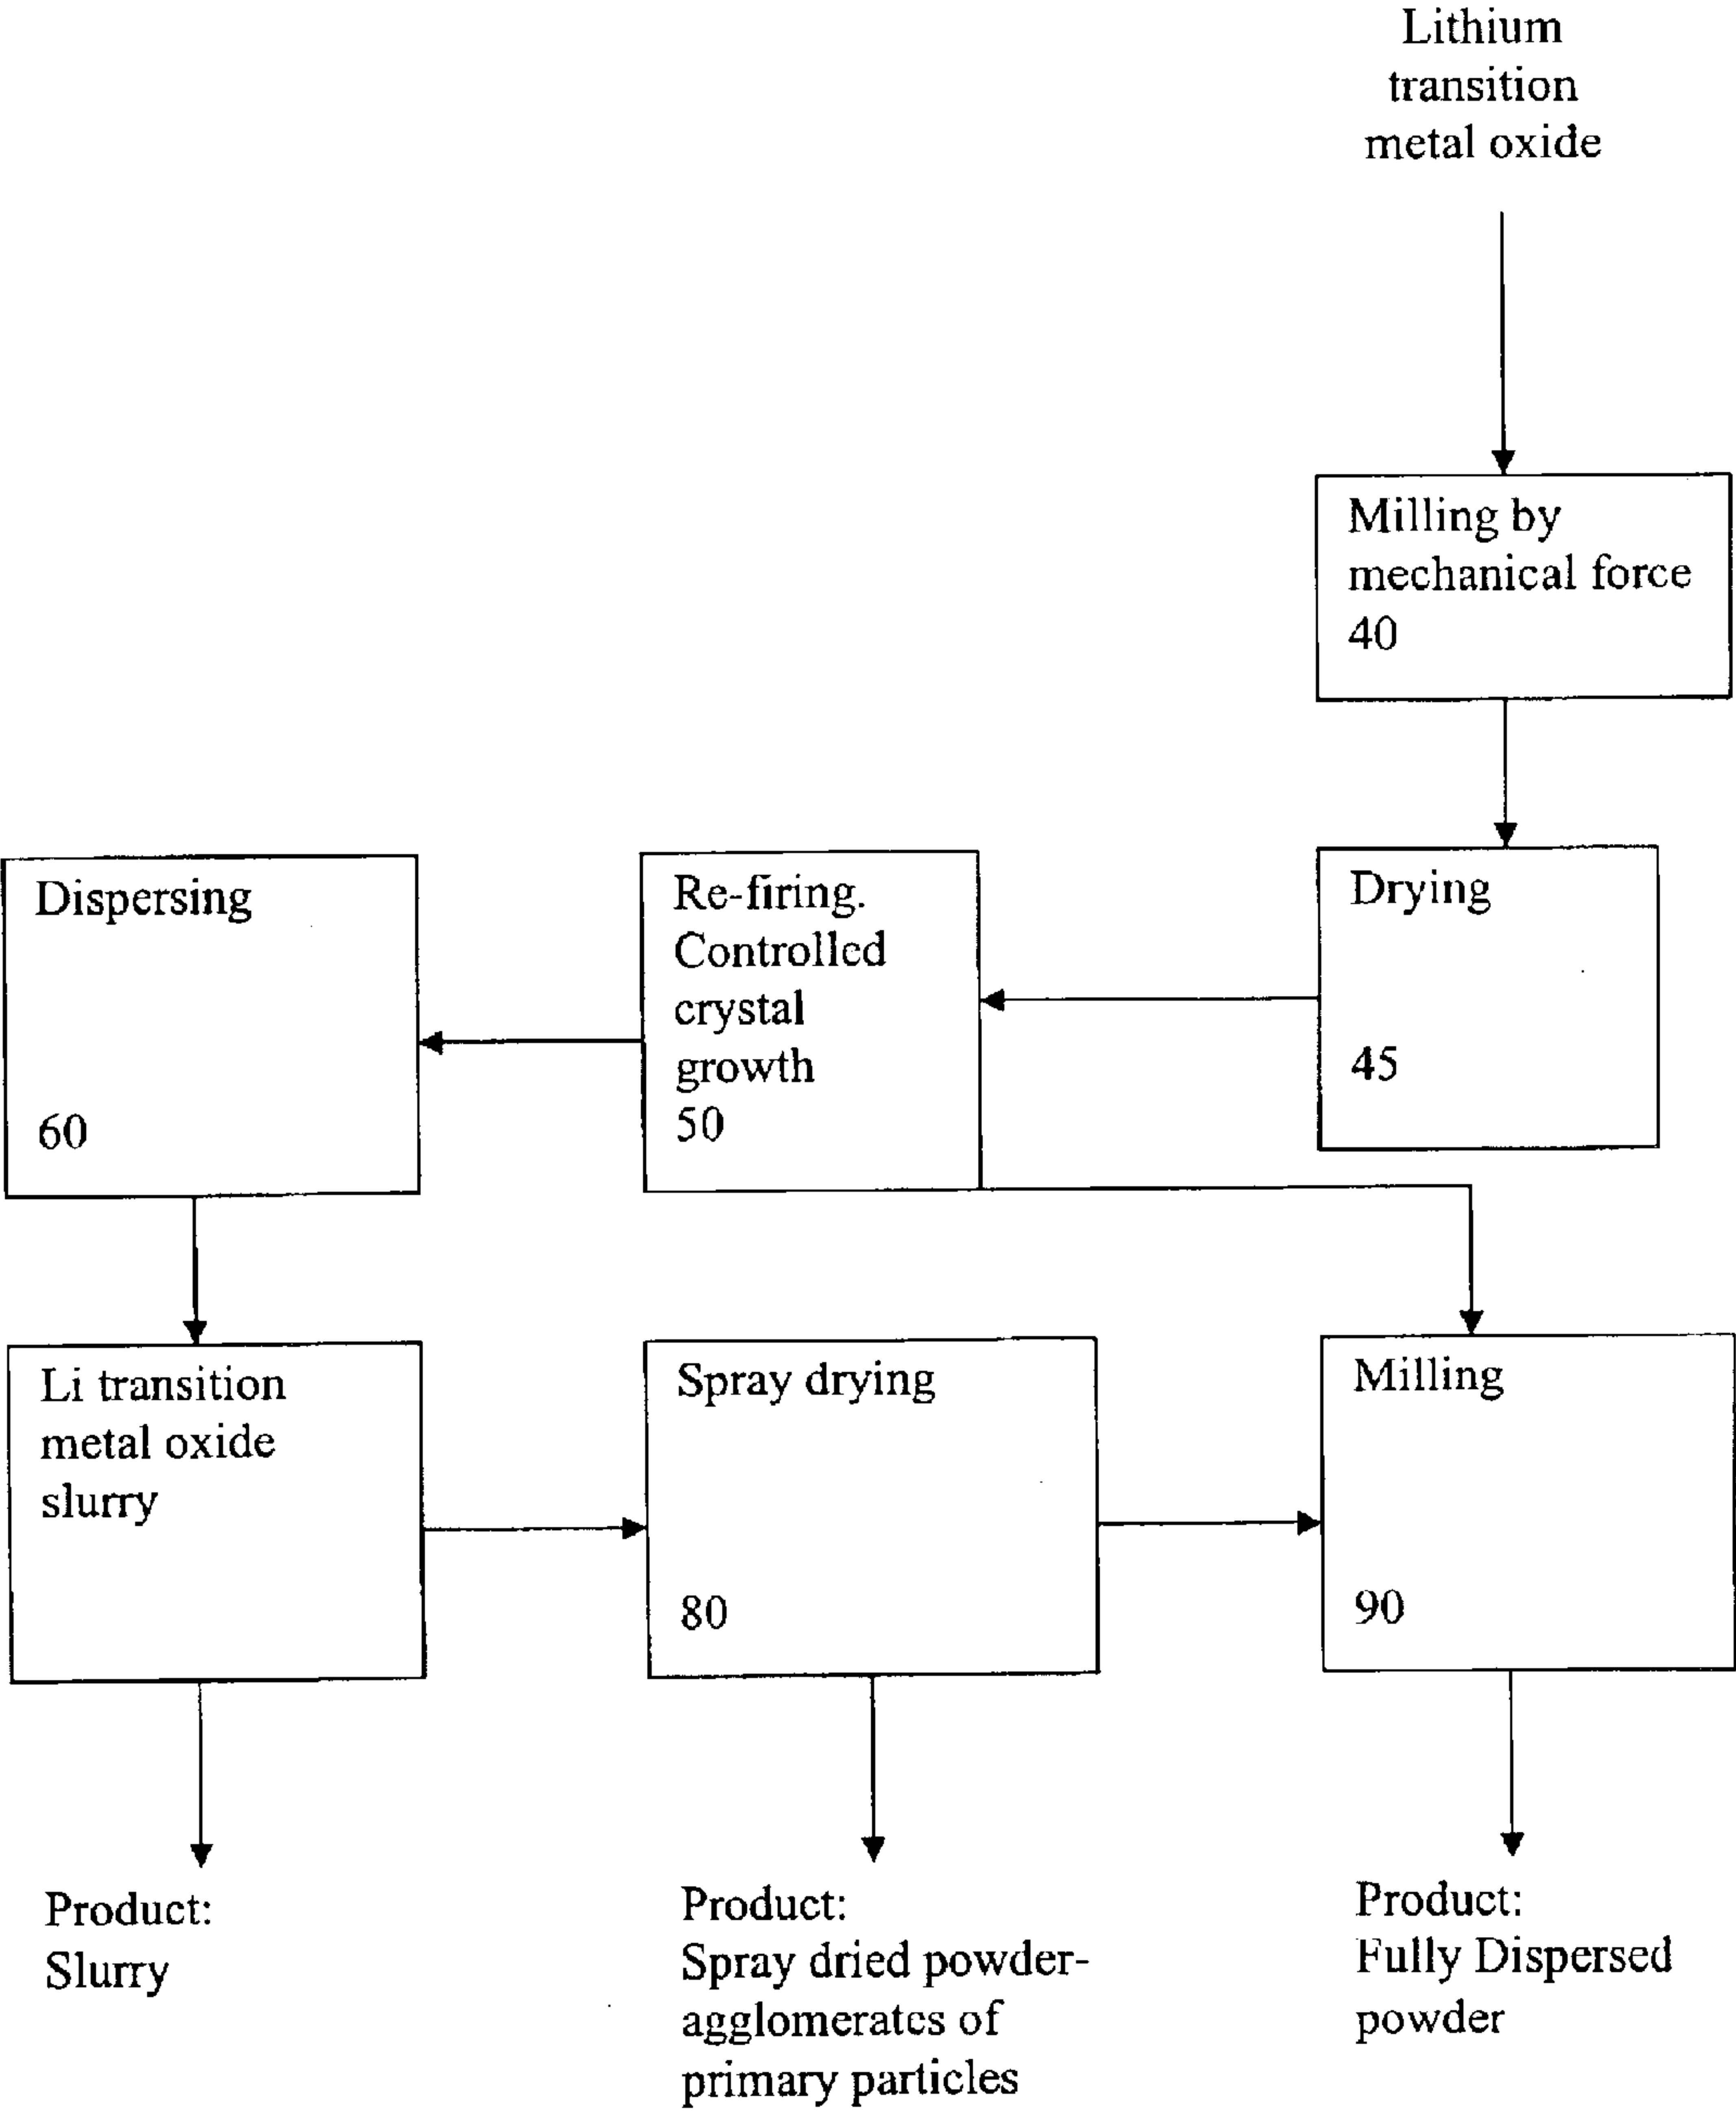 Lithium
transition
metal oxide
Milling by
mechanical force
40
Dispersing
60
Re-firing.
Controlled
crystal
growth
50
Drying
45
Li transition
metal oxide
slurry
Spray drying
80
Milling
90
Product:
Slurry
Product:
Spray dried powder-
agglomerates of
primary particles
Product:
Fully Dispersed
powder